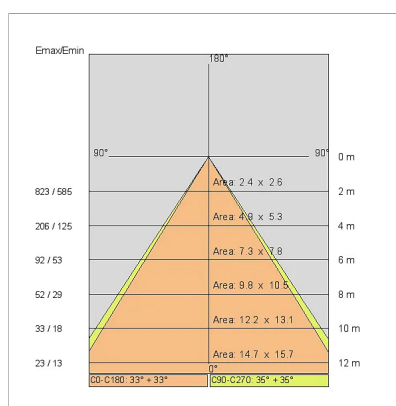 Emax/Emin
180°
90° 90° 0 m
823 / 585 Area: 2.4 x 2.6 2 m
206 / 125 Area: 4.9 x 5.3 4 m
92 / 53 Area: 7.3 x 7.8 6 m
52 / 29 Area: 9.8 x 10.5 8 m
33 / 18 Area: 12.2 x 13.1 10 m
23 / 13 Area: 14.7 x 15.7 12 m
0°
C0-C180: 33° + 33° C90-C270: 35° + 35°